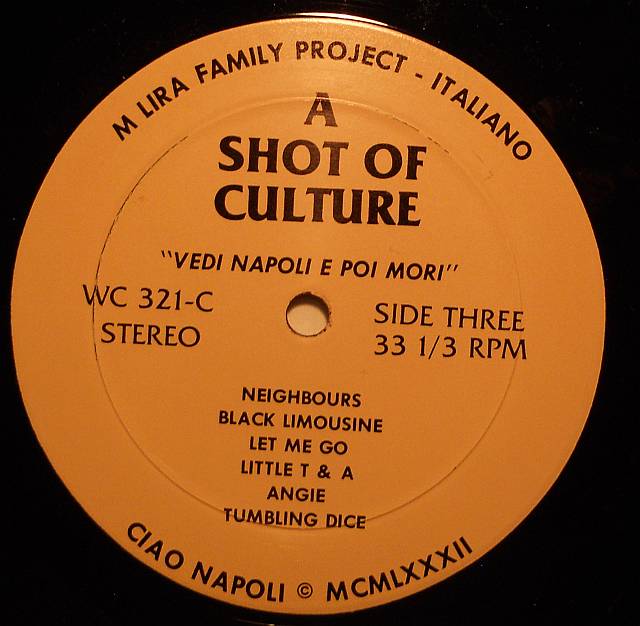 M LIRA FAMILY PROJECT - ITALIANO
A
SHOT OF
CULTURE
"VEDI NAPOLI E POI MORI"
WC 321-C
STEREO
SIDE THREE
33 1/3 RPM
NEIGHBOURS
BLACK LIMOUSINE
LET ME GO
LITTLE T & A
ANGIE
TUMBLING DICE
CIAO NAPOLI © MCMLXXXII